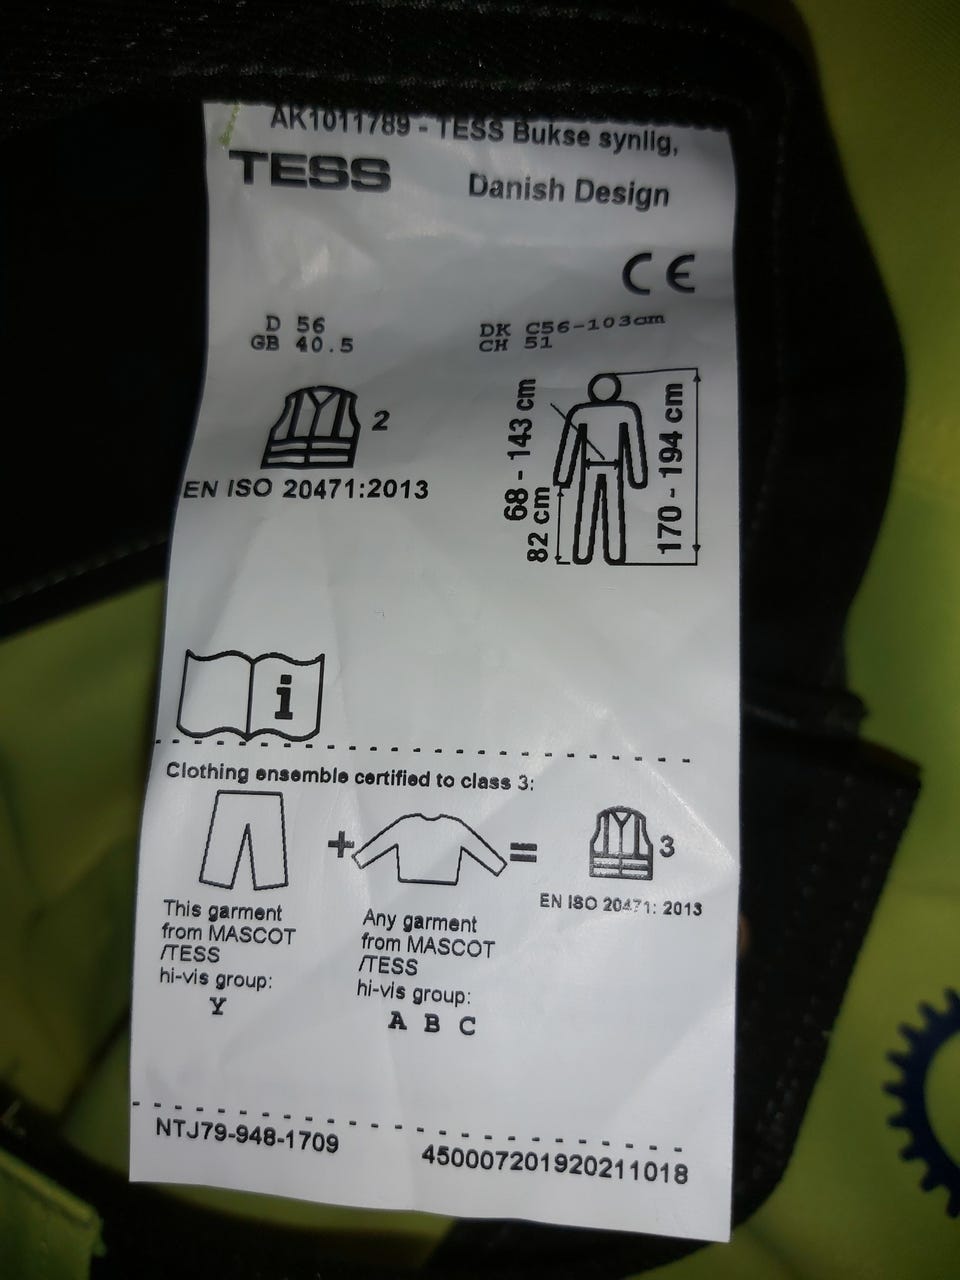 AK1011789 - TESS Bukse synlig,
TESS
Danish Design
CE
D 56
GB 40.5
DK C56-103cm
CH 51
2
EN ISO 20471:2013
68 - 143 cm
82 cm
170 - 194 cm
i
Clothing ensemble certified to class 3:
+
=
3
EN ISO 20471: 2013
This garment
from MASCOT
/TESS
hi-vis group:
Y
Any garment
from MASCOT
/TESS
hi-vis group:
A B C
NTJ79-948-1709
450007201920211018